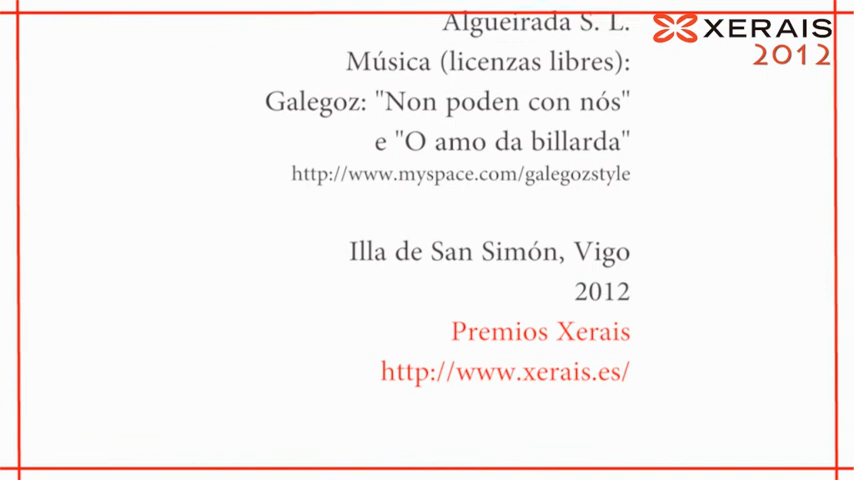 Algueirada S. L.
Música (licenzas libres):
Galegoz: "Non poden con nós"
e "O amo da billarda"
http://www.myspace.com/galegozstyle
Illa de San Simón, Vigo
2012
Premios Xerais
http://www.xerais.es/
XERAIS
2012